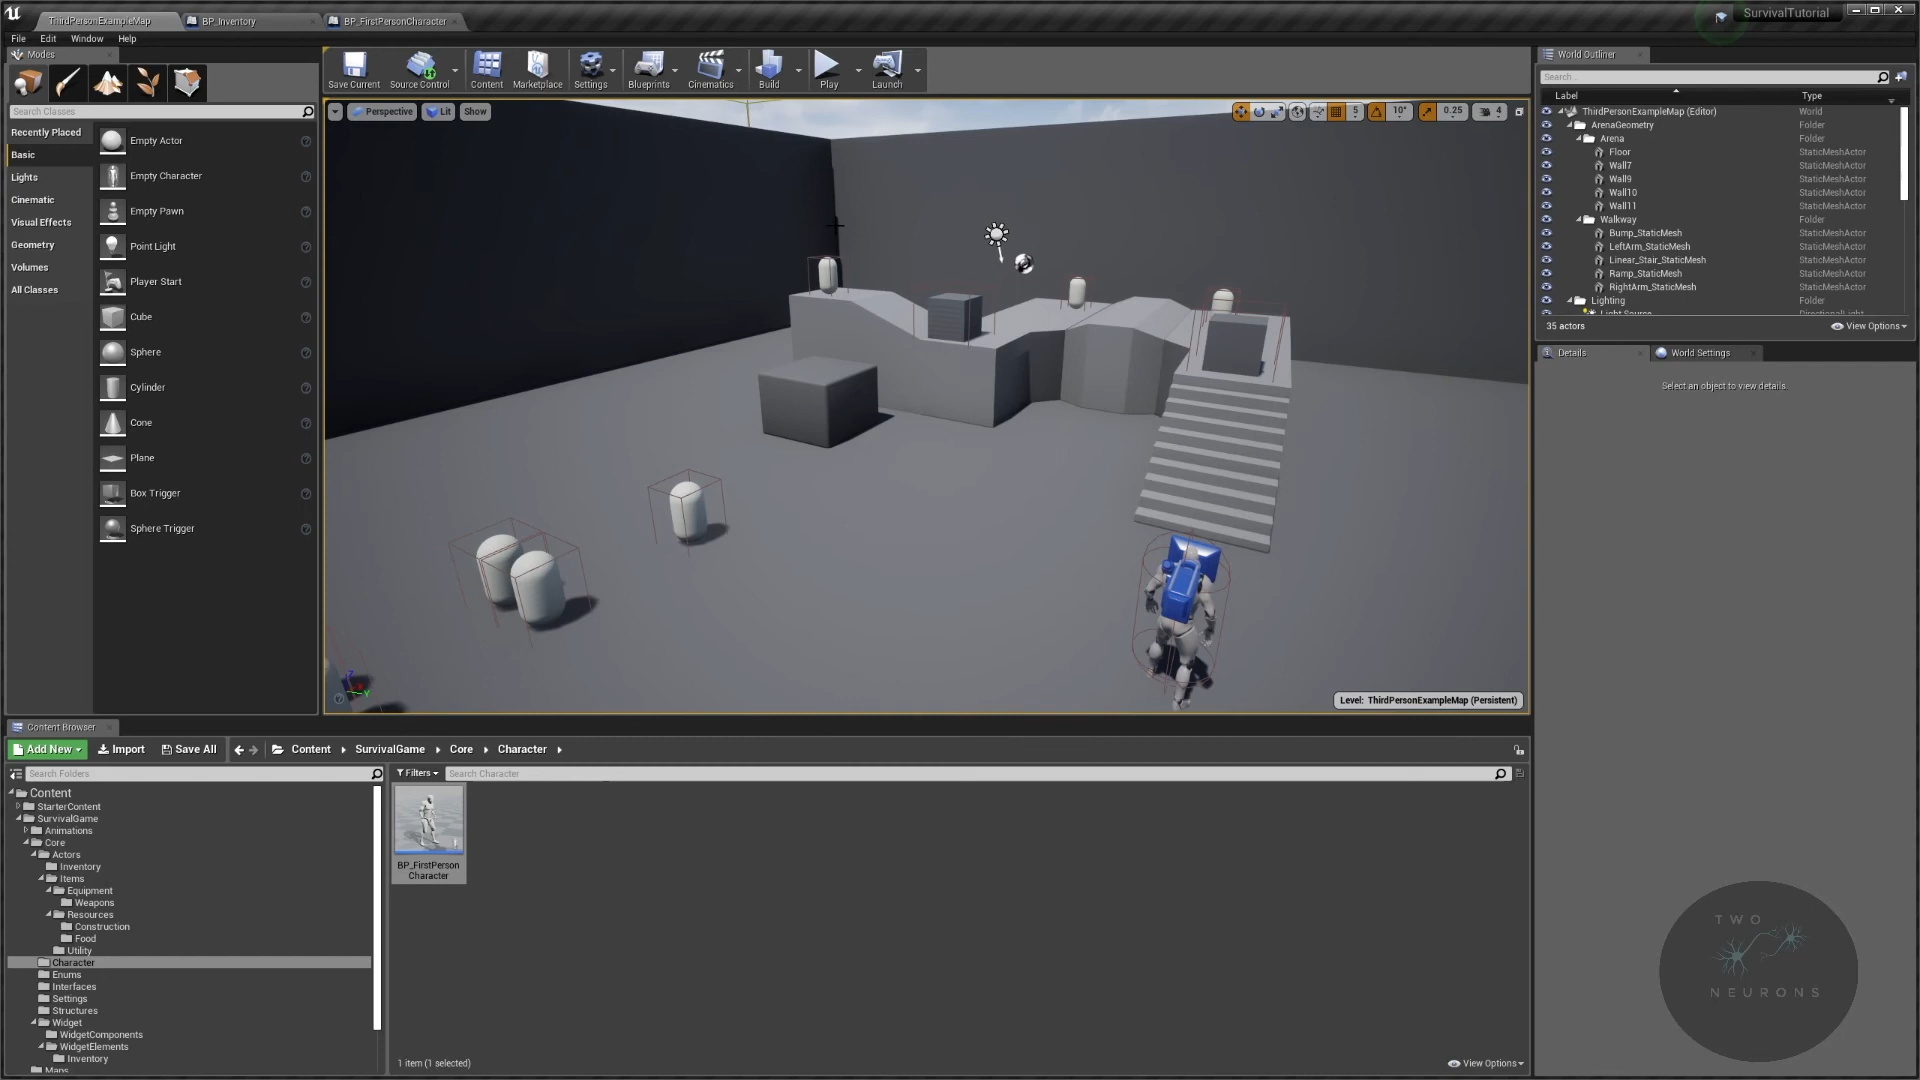 ThirdPersonExampleMap
BP_Inventory
BP_FirstPersonCharacter
SurvivalTutorial
File Edit Window Help
Modes
Search Classes
Recently Placed
Basic
Lights
Cinematic
Visual Effects
Geometry
Volumes
All Classes
Empty Actor
Empty Character
Empty Pawn
Point Light
Player Start
Cube
Sphere
Cylinder
Cone
Plane
Box Trigger
Sphere Trigger
Save Current
Source Control
Content
Marketplace
Settings
Blueprints
Cinematics
Build
Play
Launch
Perspective
Lit
Show
5
10°
0.25
4
Level: ThirdPersonExampleMap (Persistent)
World Outliner
Search...
Label Type
ThirdPersonExampleMap (Editor) World
ArenaGeometry Folder
Arena Folder
Floor StaticMeshActor
Wall7 StaticMeshActor
Wall9 StaticMeshActor
Wall10 StaticMeshActor
Wall11 StaticMeshActor
Walkway Folder
Bump_StaticMesh StaticMeshActor
LeftArm_StaticMesh StaticMeshActor
Linear_Stair_StaticMesh StaticMeshActor
Ramp_StaticMesh StaticMeshActor
RightArm_StaticMesh StaticMeshActor
Lighting Folder
Light Source DirectionalLight
35 actors
View Options
Details
World Settings
Select an object to view details.
Content Browser
Add New
Import
Save All
Content
SurvivalGame
Core
Character
Search Folders
Filters
Search Character
Content
StarterContent
SurvivalGame
Animations
Core
Actors
Inventory
Items
Equipment
Weapons
Resources
Construction
Food
Utility
Character
Enums
Interfaces
Settings
Structures
Widget
WidgetComponents
WidgetElements
Inventory
Maps
BP_FirstPerson
Character
1 item (1 selected)
View Options
TWO
NEURONS